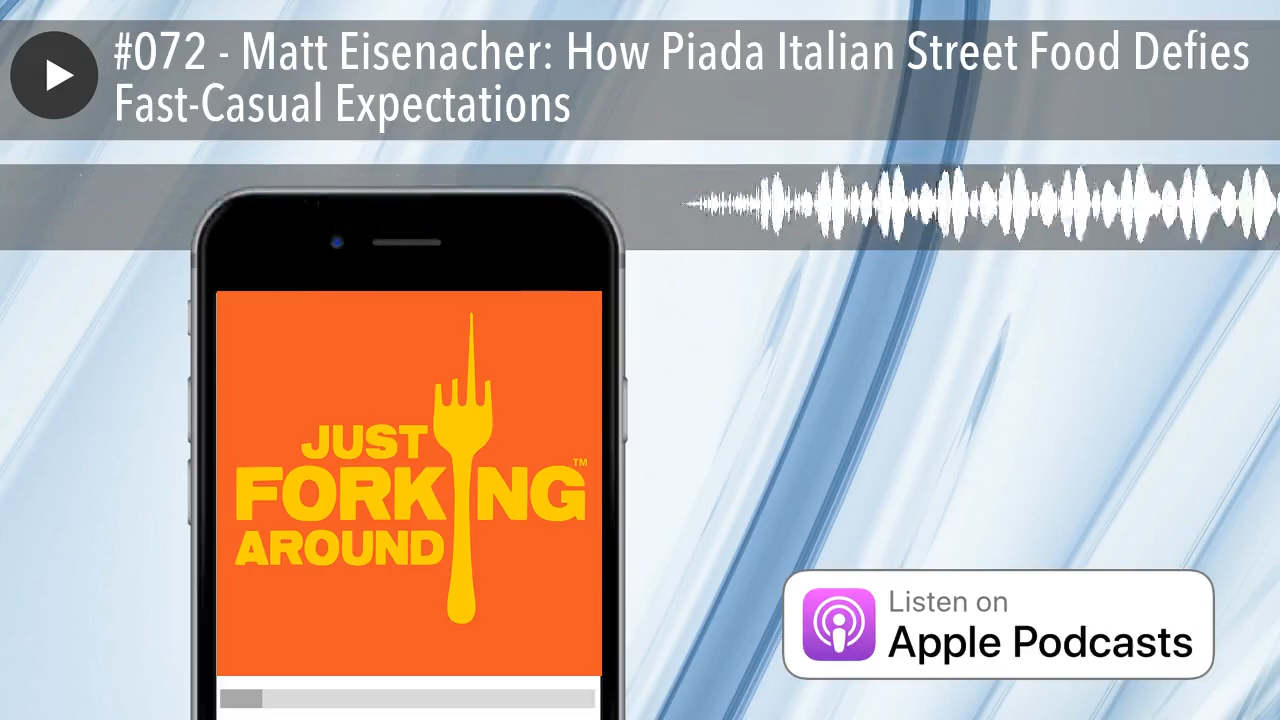 #072 - Matt Eisenacher: How Piada Italian Street Food Defies
Fast-Casual Expectations
JUST
FORKING
AROUND
TM
Listen on
Apple Podcasts